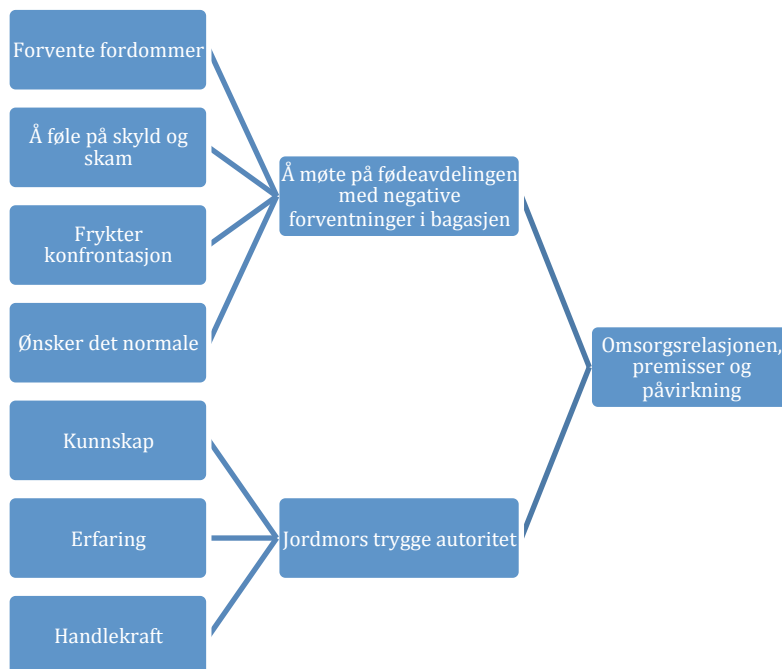 Forvente fordommer
Å føle på skyld og
skam
Frykter
konfrontasjon
Ønsker det normale
Kunnskap
Erfaring
Handlekraft
Å møte på fødeavdelingen
med negative
forventninger i bagasjen
Jordmors trygge autoritet
Omsorgsrelasjonen,
premisser og
påvirkning